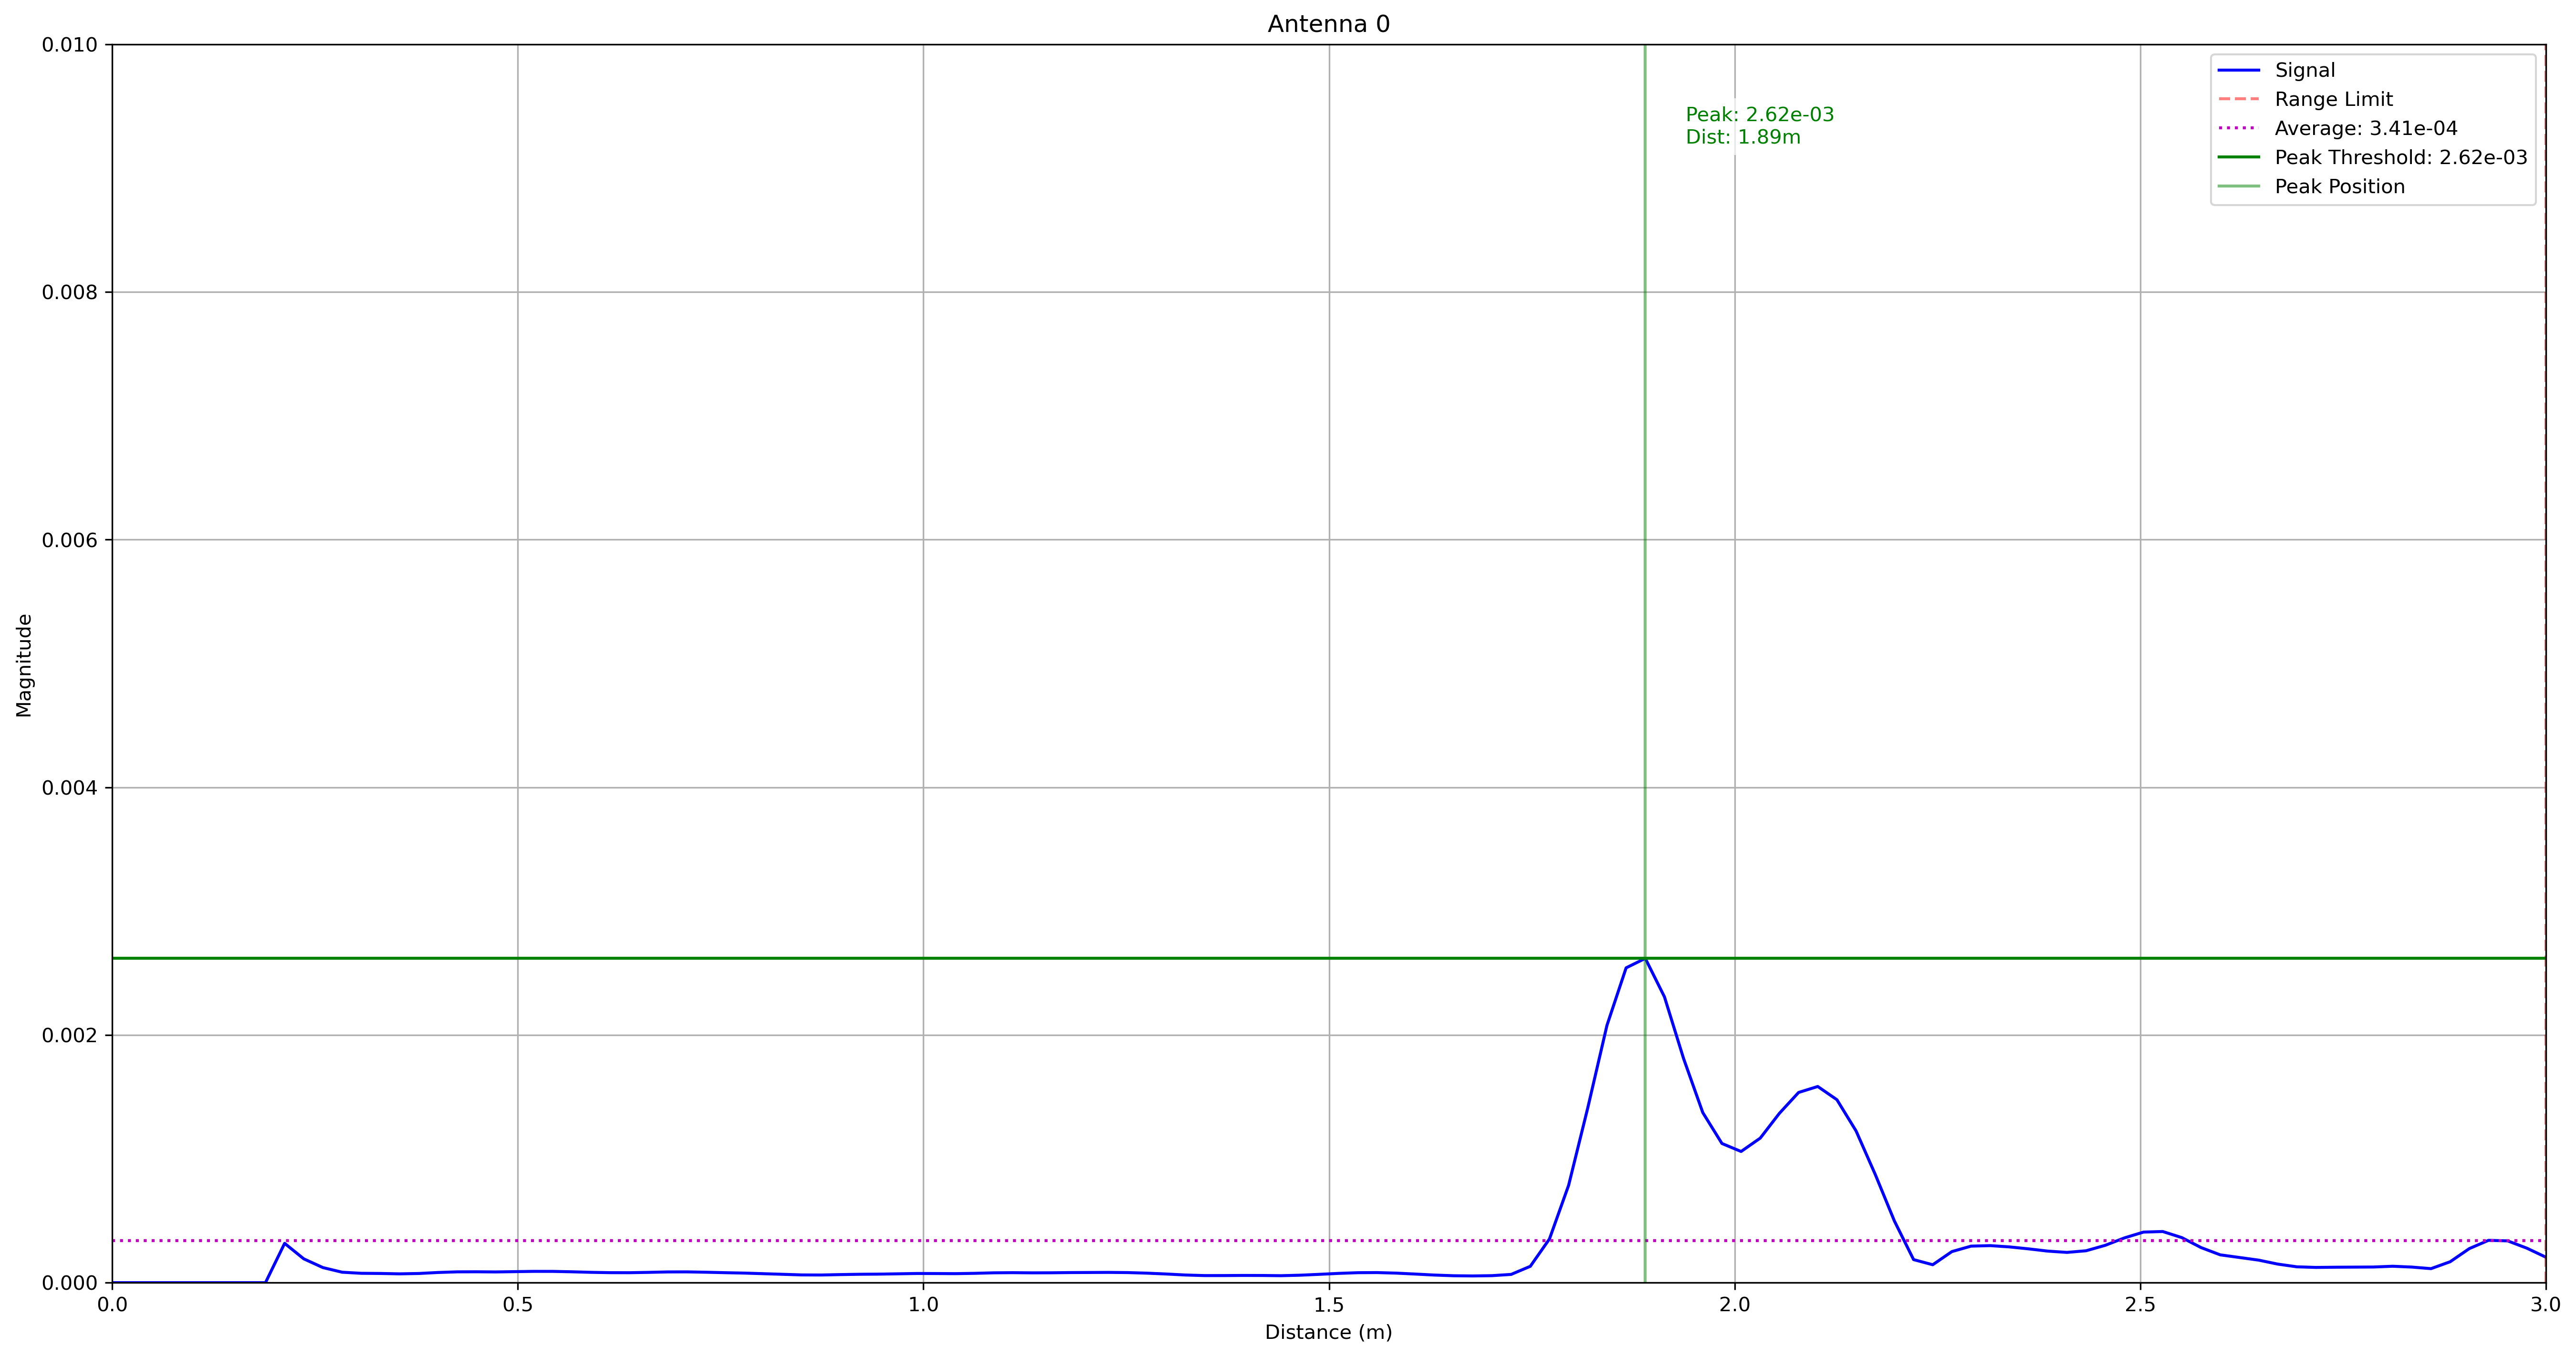 Antenna 0
0.010
0.008
0.006
0.004
0.002
0.000
Magnitude
Peak: 2.62e-03
Dist: 1.89m
Signal
Range Limit
Average: 3.41e-04
Peak Threshold: 2.62e-03
Peak Position
0.0 0.5 1.0 1.5 2.0 2.5 3.0
Distance (m)